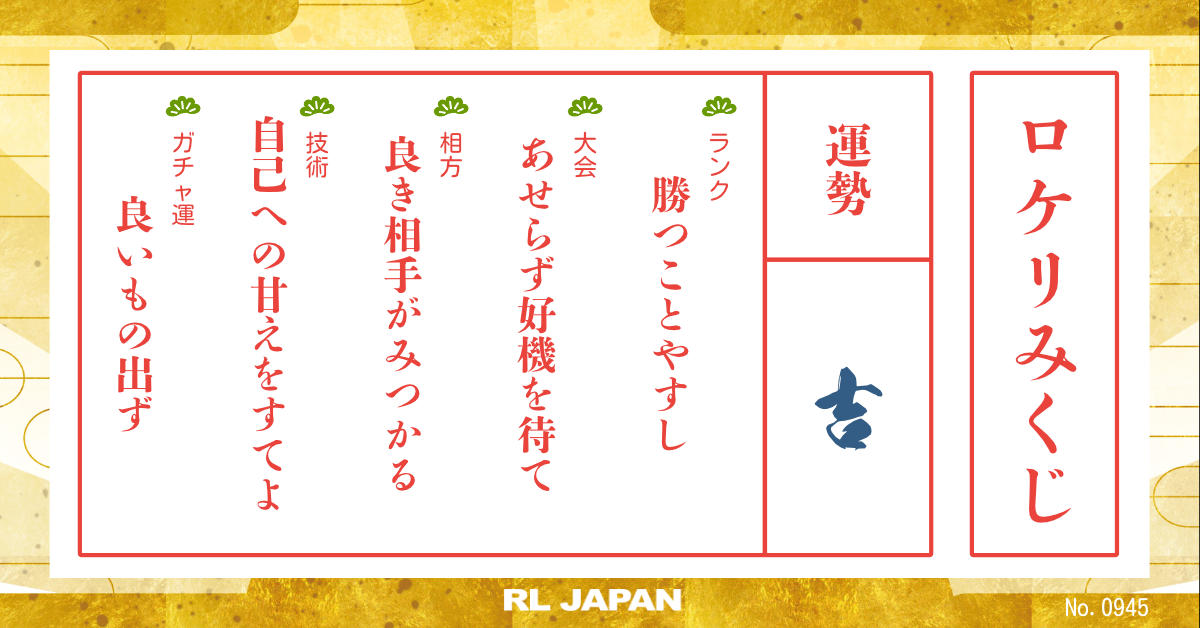 ロケリみくじ
運勢
吉
ランク
勝つことやすし
大会
あせらず好機を待て
相方
良き相手がみつかる
技術
自己への甘えをすてよ
ガチャ運
良いもの出ず
RL JAPAN
No. 0945